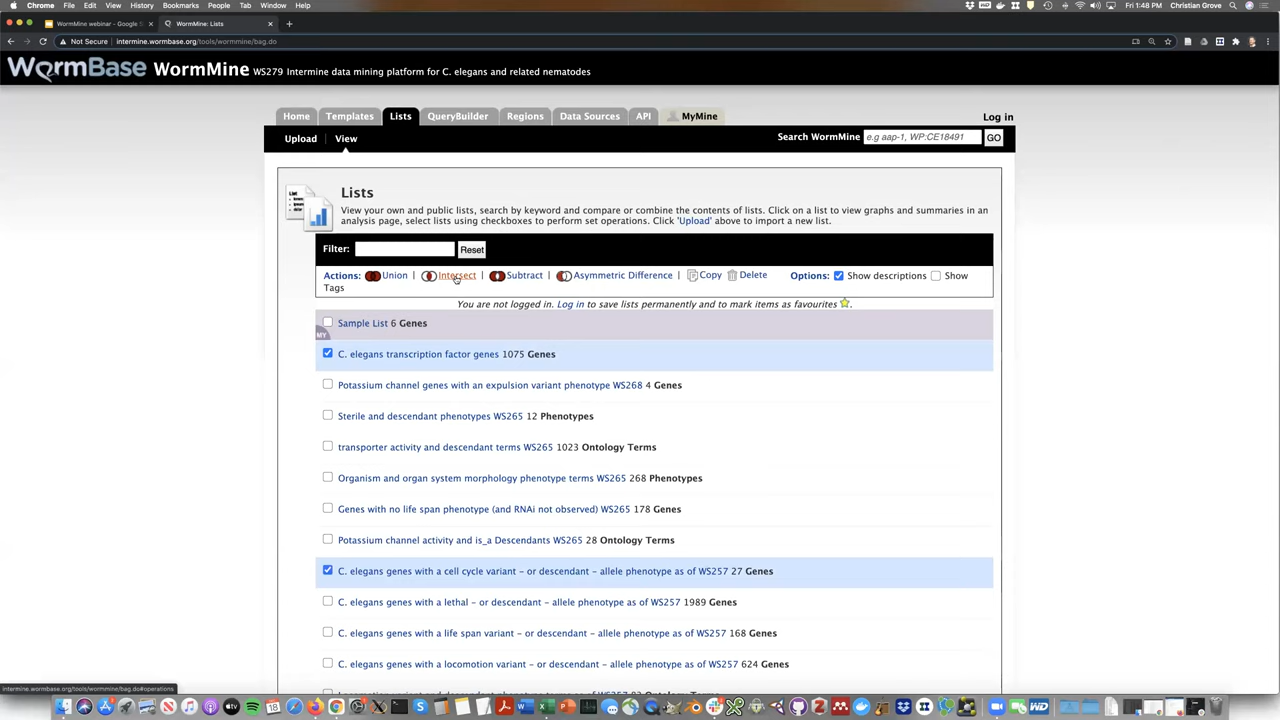 Chrome File Edit View History Bookmarks People Tab Window Help Fri 1:48 PM Christian Grove
WormMine webinar - Google S WormMine: Lists
Not Secure intermine.wormbase.org/tools/wormmine/bag.do
WormBase WormMine WS279 Intermine data mining platform for C. elegans and related nematodes
Home Templates Lists QueryBuilder Regions Data Sources API MyMine Log in
Upload View Search WormMine e.g aap-1, WP:CE18491 GO
Lists
View your own and public lists, search by keyword and compare or combine the contents of lists. Click on a list to view graphs and summaries in an
analysis page, select lists using checkboxes to perform set operations. Click 'Upload' above to import a new list.
Filter: Reset
Actions: Union | Intersect | Subtract | Asymmetric Difference | Copy Delete Options: Show descriptions Show
Tags
You are not logged in. Log in to save lists permanently and to mark items as favourites.
MY Sample List 6 Genes
C. elegans transcription factor genes 1075 Genes
Potassium channel genes with an expulsion variant phenotype WS268 4 Genes
Sterile and descendant phenotypes WS265 12 Phenotypes
transporter activity and descendant terms WS265 1023 Ontology Terms
Organism and organ system morphology phenotype terms WS265 268 Phenotypes
Genes with no life span phenotype (and RNAi not observed) WS265 178 Genes
Potassium channel activity and is_a Descendants WS265 28 Ontology Terms
C. elegans genes with a cell cycle variant - or descendant - allele phenotype as of WS257 27 Genes
C. elegans genes with a lethal - or descendant - allele phenotype as of WS257 1989 Genes
C. elegans genes with a life span variant - or descendant - allele phenotype as of WS257 168 Genes
C. elegans genes with a locomotion variant - or descendant - allele phenotype as of WS257 624 Genes
intermine.wormbase.org/tools/wormmine/bag.do#operations